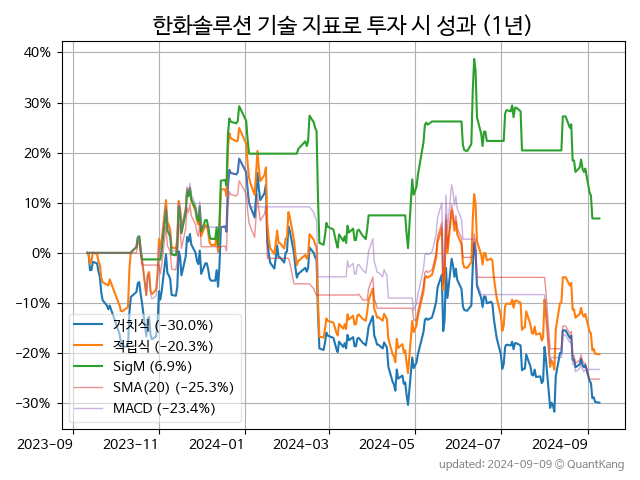 한화솔루션 기술 지표로 투자 시 성과 (1년)
40%
30%
20%
10%
0%
−10%
−20%
−30%
거치식 (−30.0%)
적립식 (−20.3%)
SigM (6.9%)
SMA(20) (−25.3%)
MACD (−23.4%)
2023-09 2023-11 2024-01 2024-03 2024-05 2024-07 2024-09
updated: 2024-09-09 © QuantKang